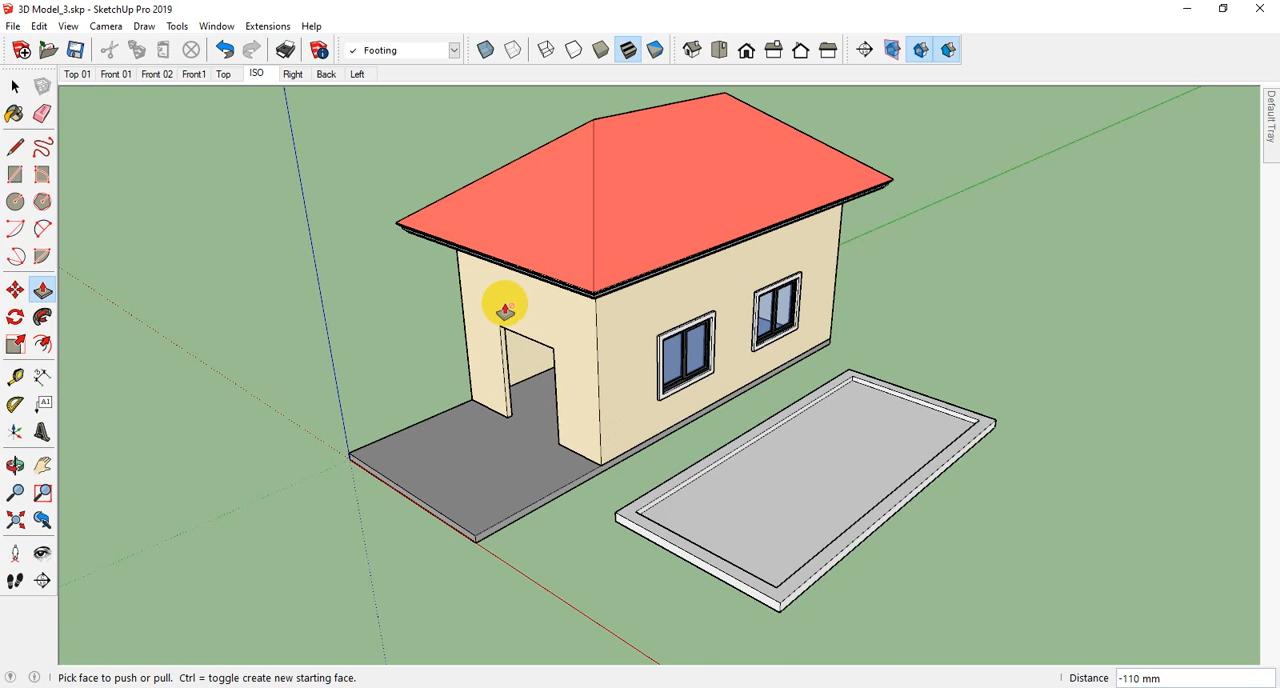 3D Model_3.skp - SketchUp Pro 2019
File Edit View Camera Draw Tools Window Extensions Help
✓ Footing
Top 01 Front 01 Front 02 Front1 Top ISO Right Back Left
Default Tray
A1
Pick face to push or pull. Ctrl = toggle create new starting face.
Distance -110 mm